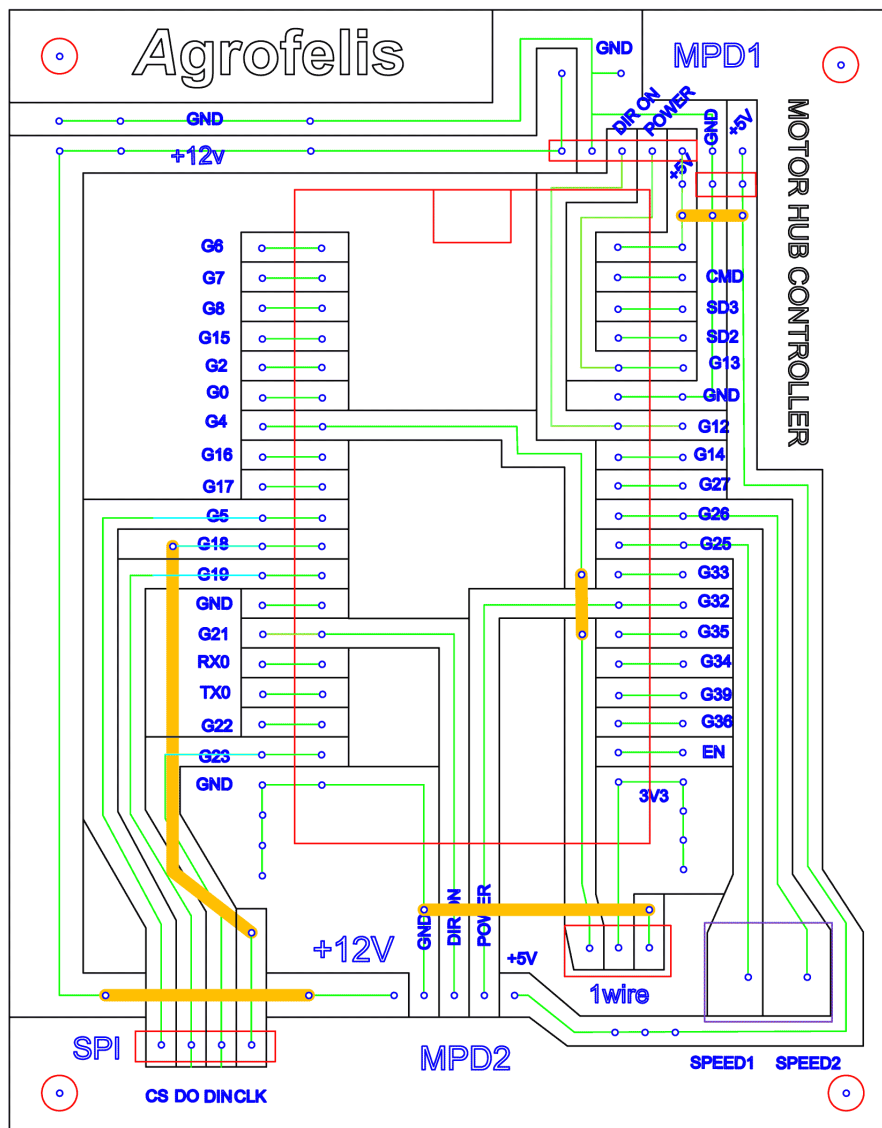 Agrofelis
GND
MPD1
DIR ON
POWER
GND
+5V
GND
+12v
+5V
MOTOR HUB CONTROLLER
G6
G7
CMD
G8
SD3
G15
SD2
G2
G13
G0
GND
G4
G12
G16
G14
G17
G27
G5
G26
G18
G25
G19
G33
GND
G32
G21
G35
RX0
G34
TX0
G39
G22
G36
G23
EN
GND
3V3
GND
DIR ON
POWER
+12V
+5V
1wire
SPI
MPD2
SPEED1
SPEED2
CS DO DIN CLK